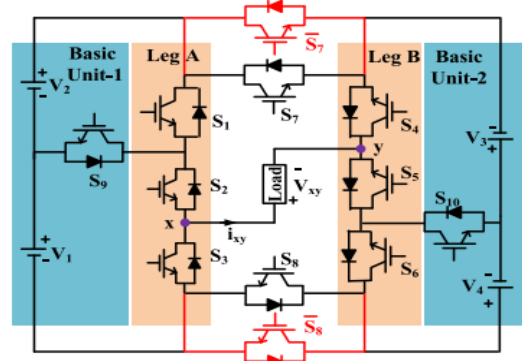 S̅7
Basic Unit-1
Leg A
Leg B
Basic Unit-2
V2
S1
S7
S4
V3
S9
S2
Load
Vxy
y
S5
S10
x
ixy
V1
S3
S8
S6
V4
S̅8